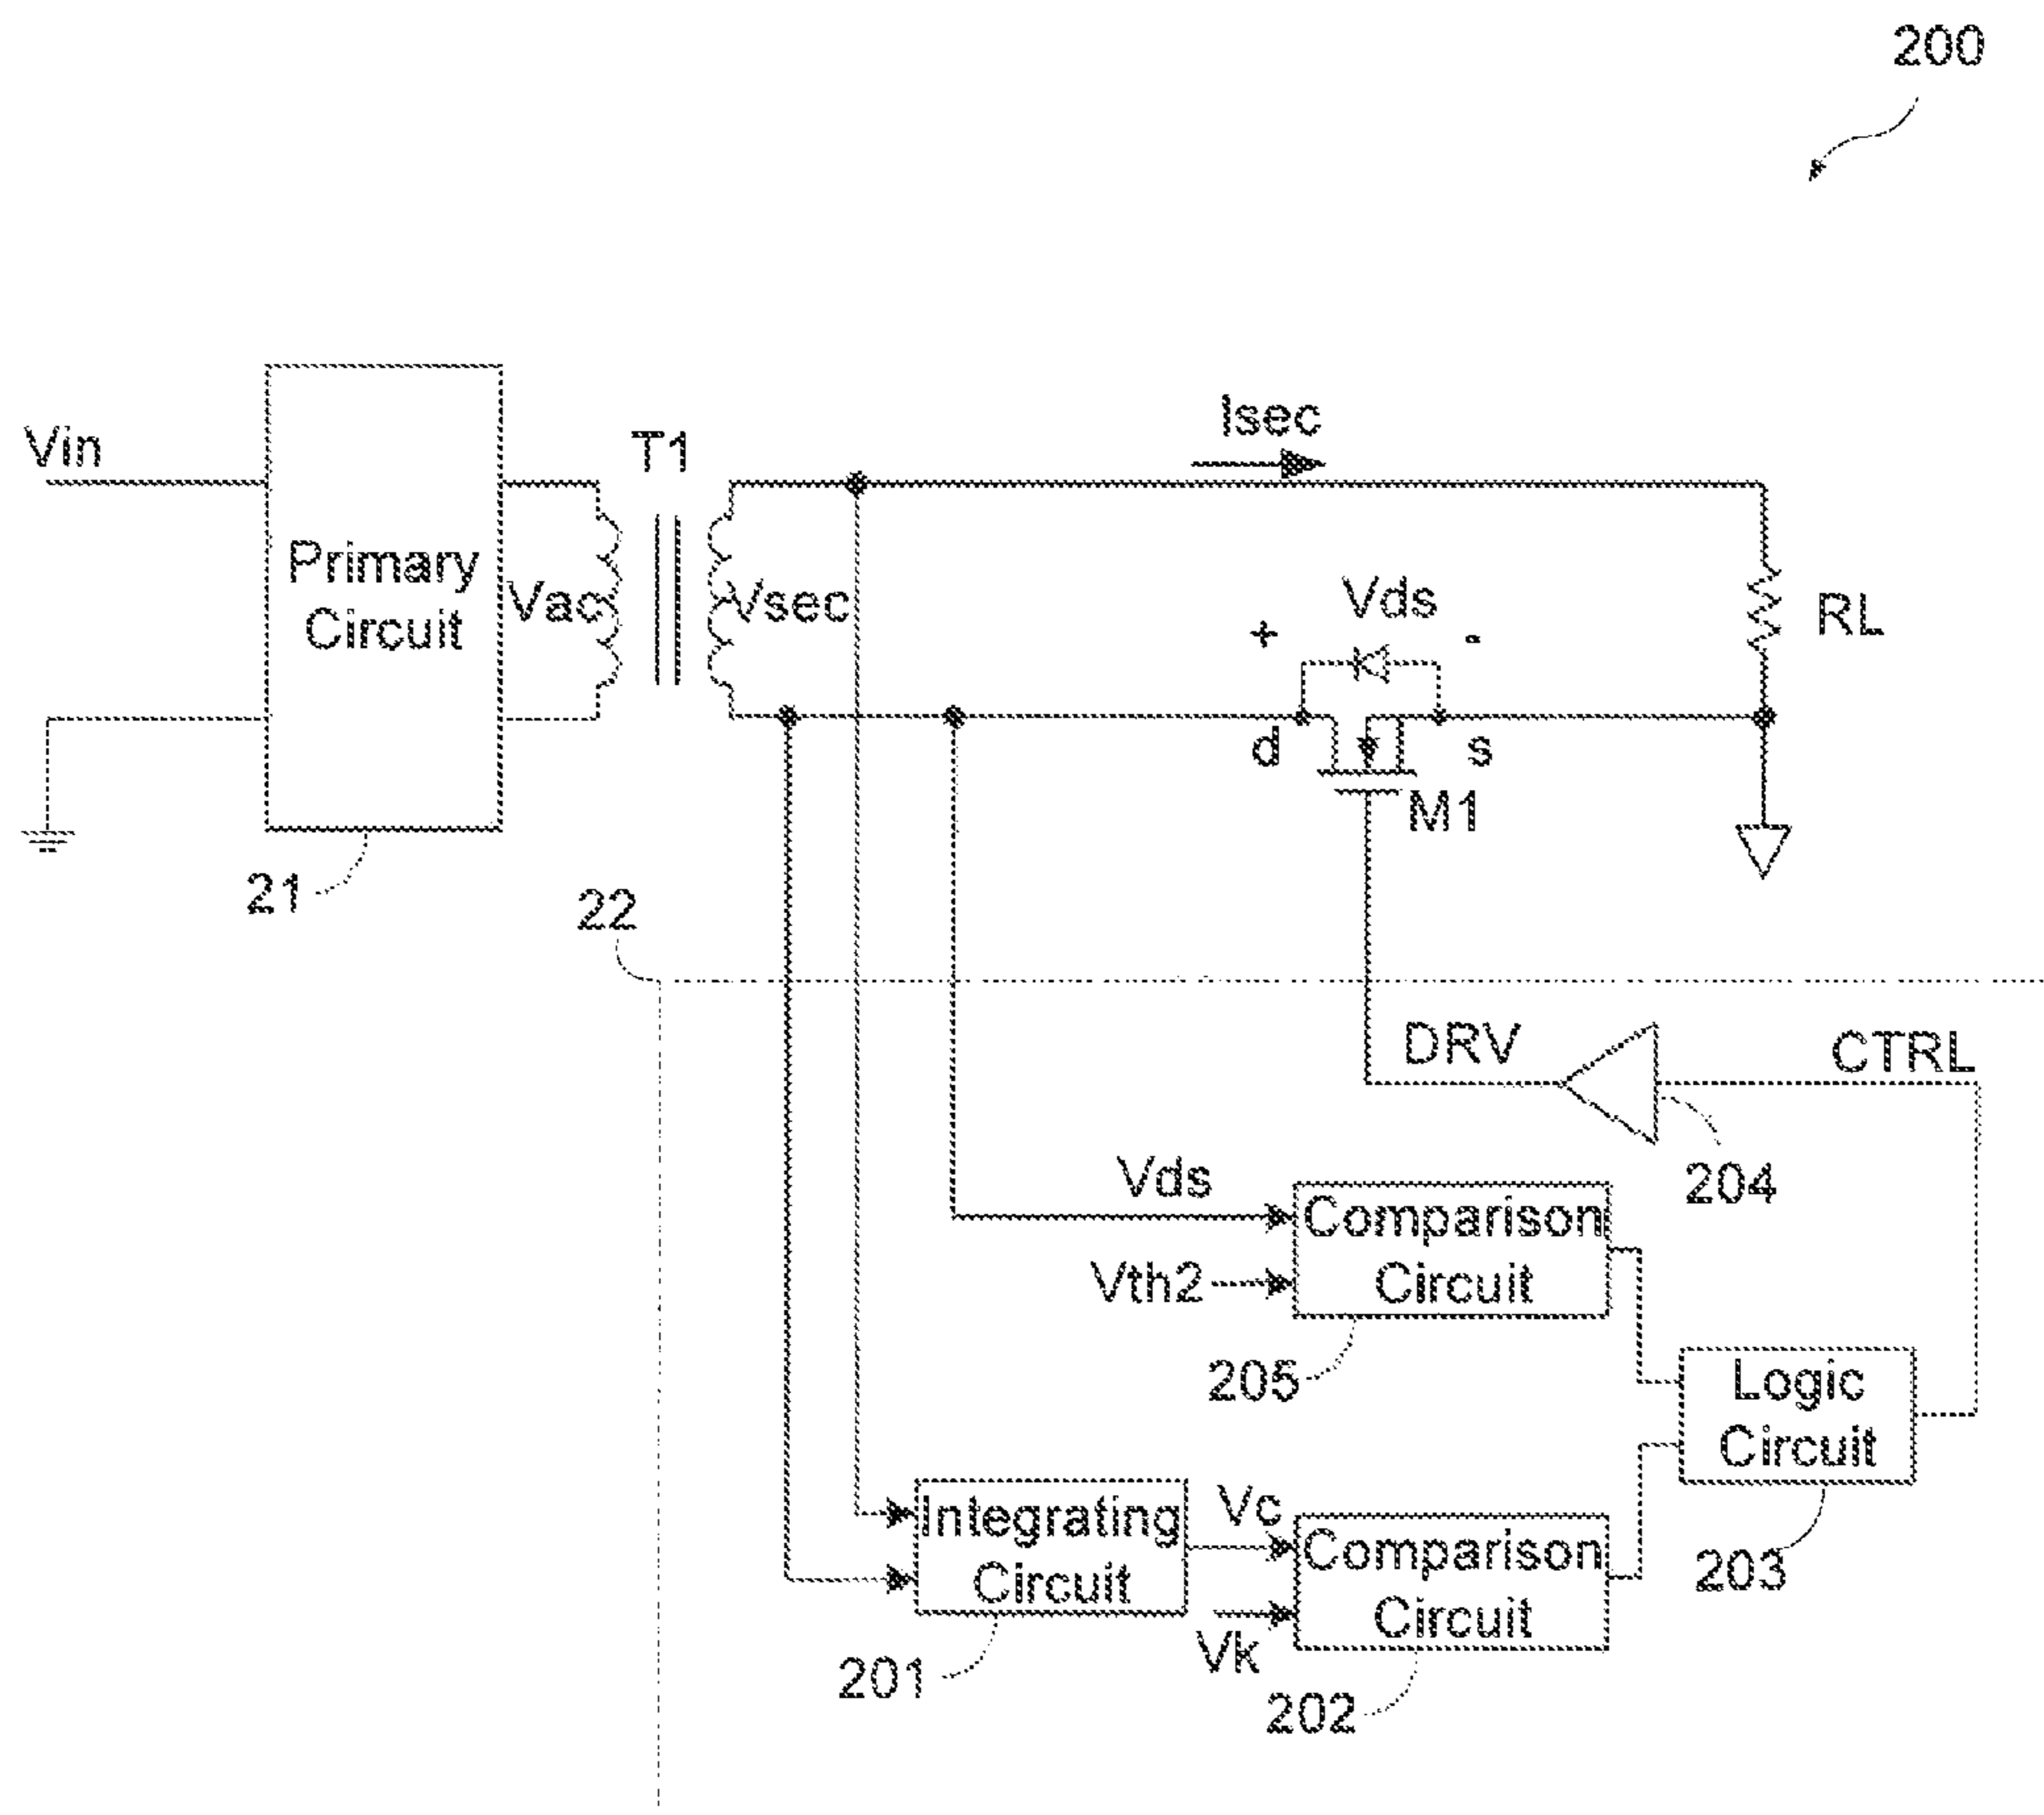 200
Isec
Vin
T1
Primary
Circuit
Vac
Vsec
Vds
+
-
RL
d
s
M1
21
22
DRV
CTRL
204
Vds
Comparison
Circuit
Vth2
205
Logic
Circuit
203
Integrating
Circuit
Vc
Comparison
Circuit
Vk
201
202